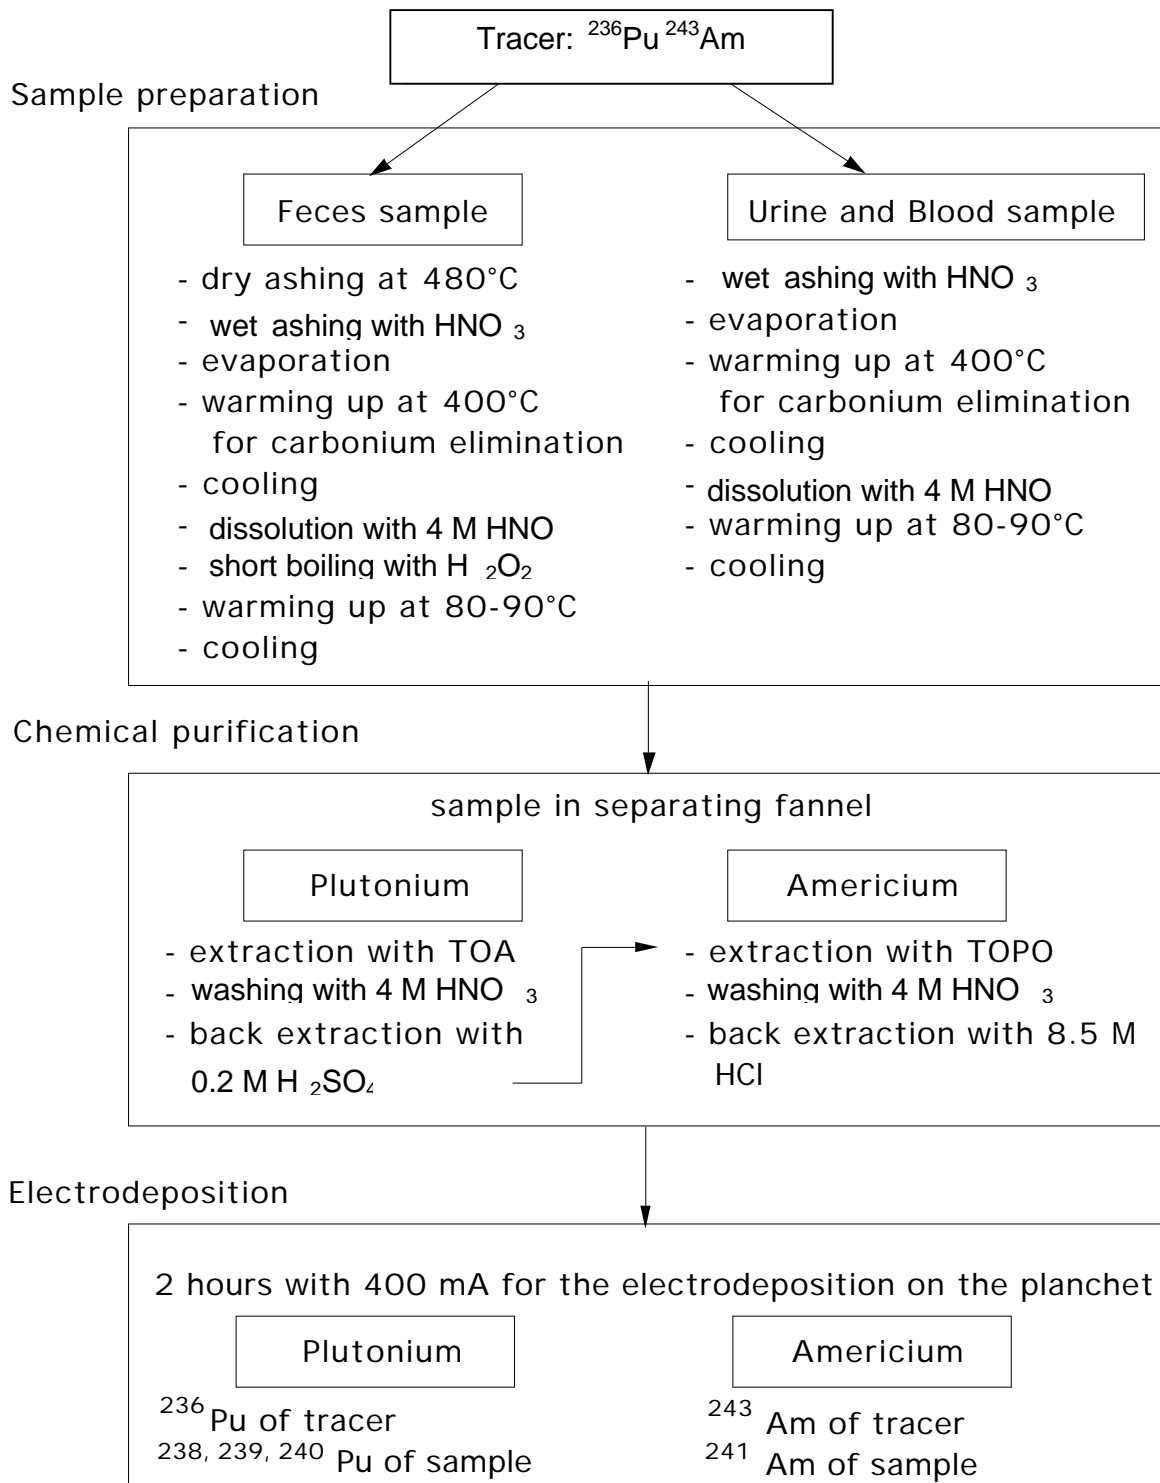 Tracer: ²³⁶Pu ²⁴³Am
Sample preparation
Feces sample
- dry ashing at 480°C
- wet ashing with HNO ₃
- evaporation
- warming up at 400°C
for carbonium elimination
- cooling
- dissolution with 4 M HNO
- short boiling with H ₂O₂
- warming up at 80-90°C
- cooling
Urine and Blood sample
- wet ashing with HNO ₃
- evaporation
- warming up at 400°C
for carbonium elimination
- cooling
- dissolution with 4 M HNO
- warming up at 80-90°C
- cooling
Chemical purification
sample in separating fannel
Plutonium
- extraction with TOA
- washing with 4 M HNO ₃
- back extraction with
0.2 M H ₂SO₄
Americium
- extraction with TOPO
- washing with 4 M HNO ₃
- back extraction with 8.5 M
HCl
Electrodeposition
2 hours with 400 mA for the electrodeposition on the planchet
Plutonium
²³⁶ Pu of tracer
²³⁸, ²³⁹, ²⁴⁰ Pu of sample
Americium
²⁴³ Am of tracer
²⁴¹ Am of sample